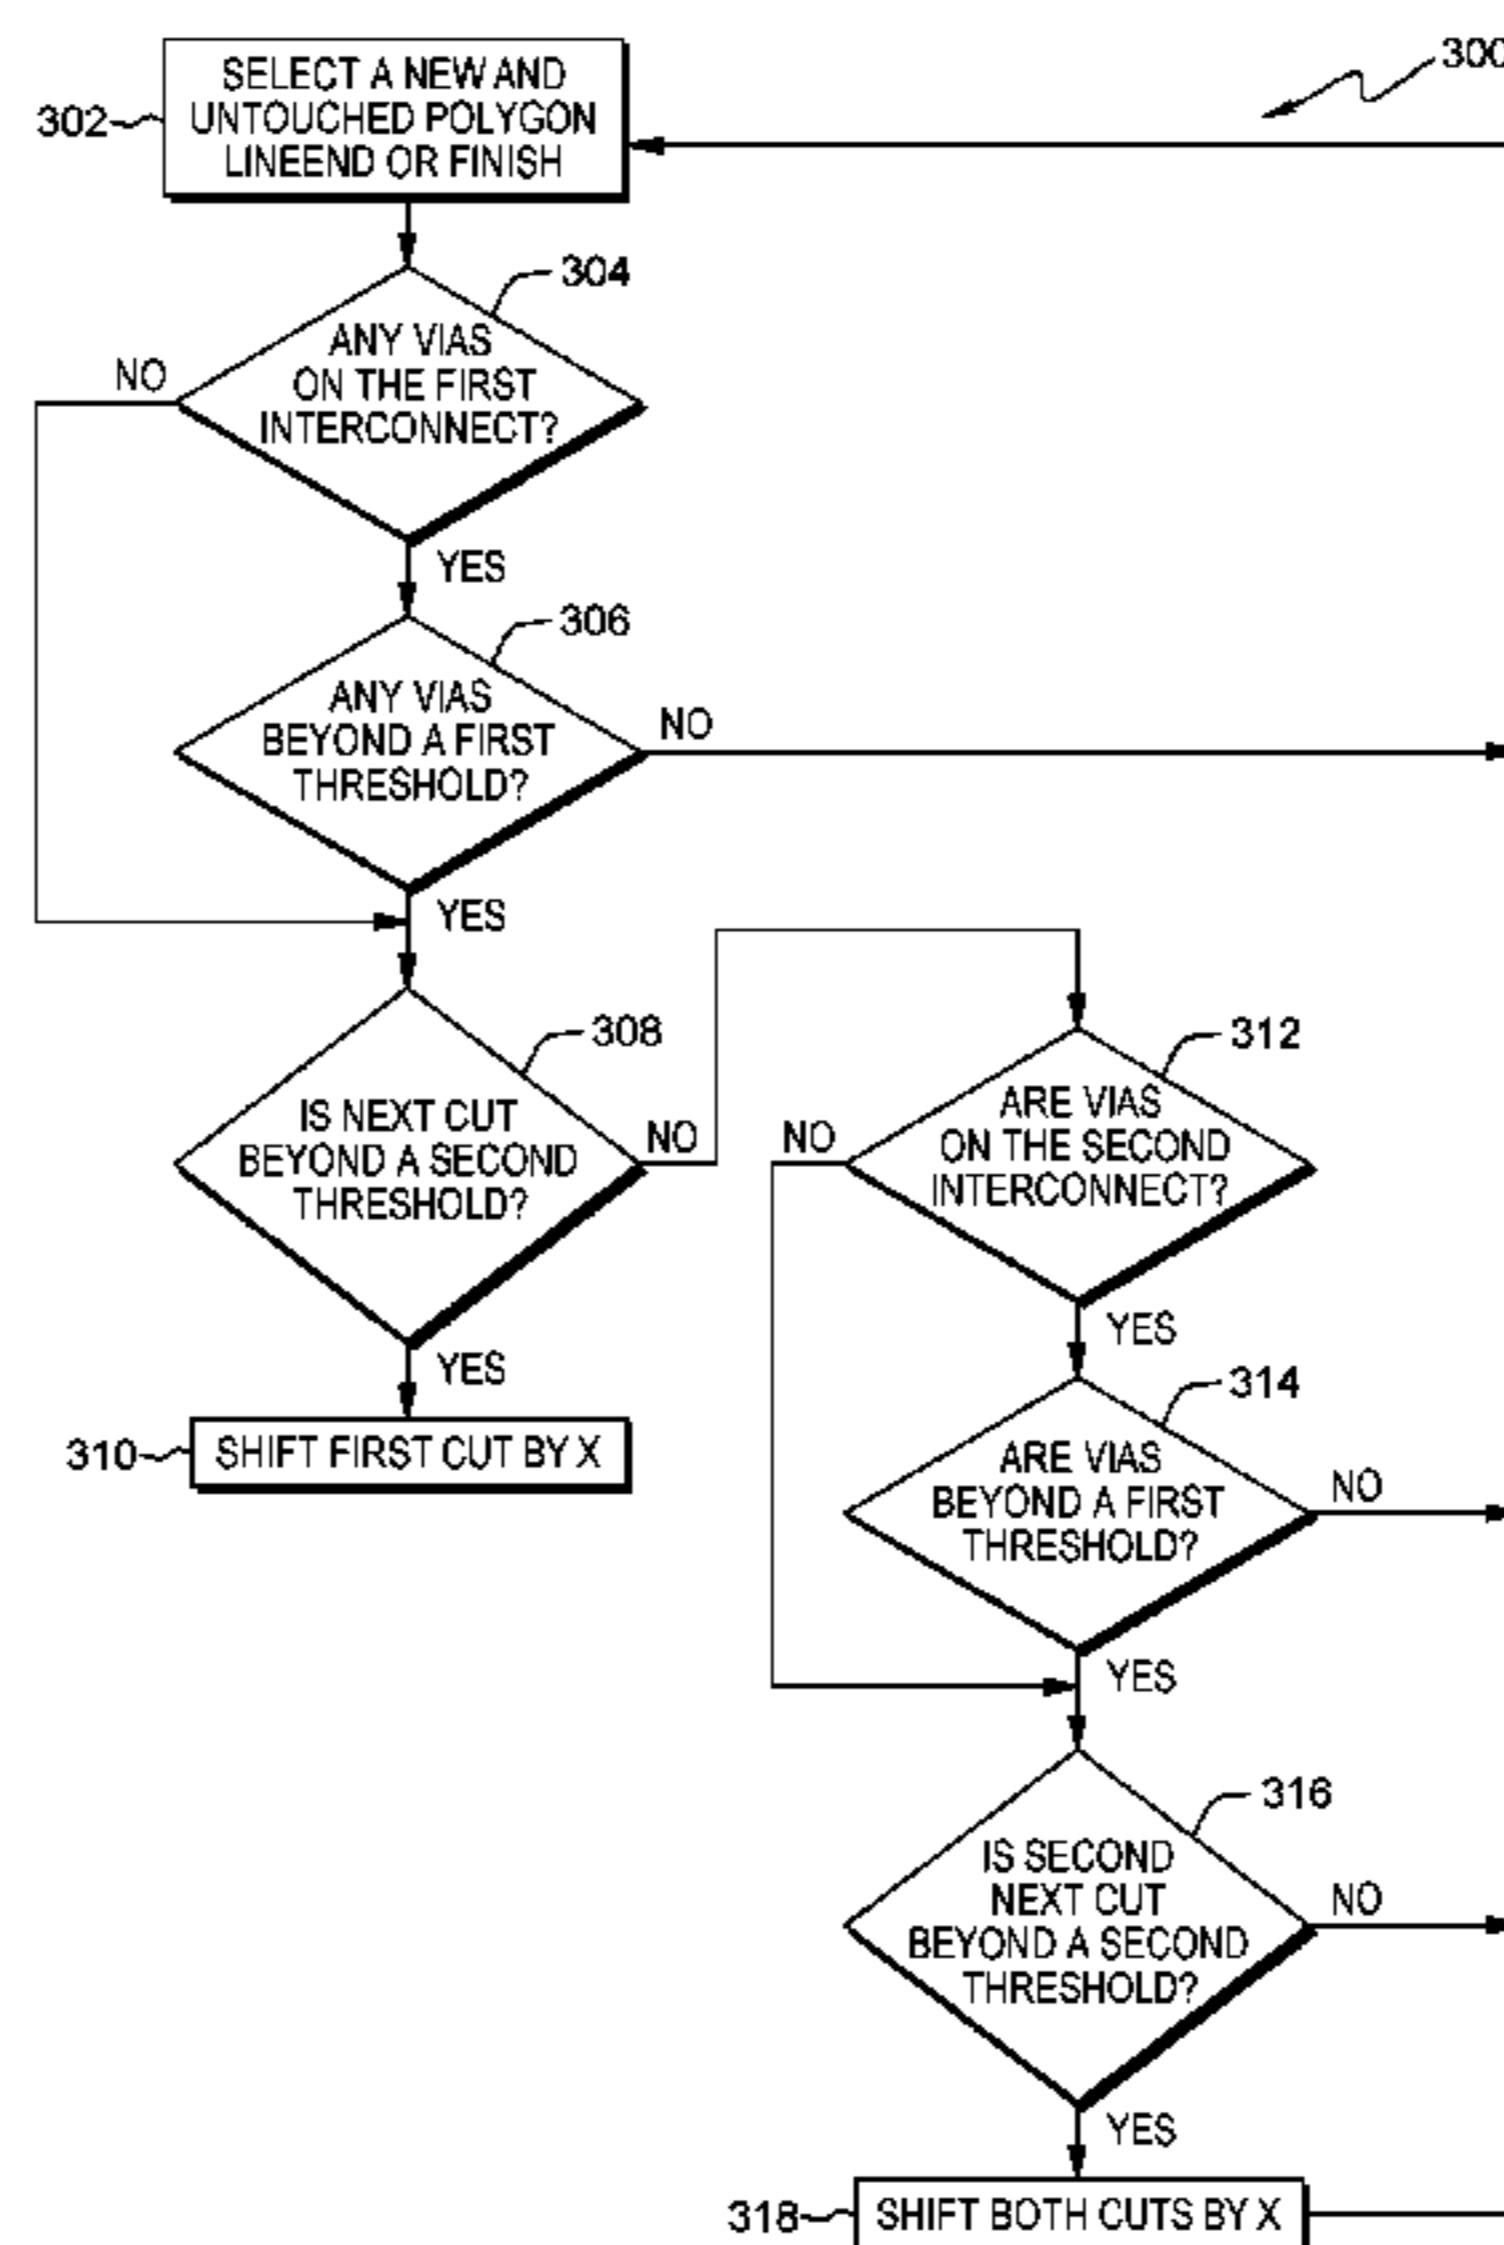 300
SELECT A NEW AND
UNTOUCHED POLYGON
LINEEND OR FINISH
302
304
ANY VIAS
ON THE FIRST
INTERCONNECT?
NO
YES
306
ANY VIAS
BEYOND A FIRST
THRESHOLD?
NO
YES
308
IS NEXT CUT
BEYOND A SECOND
THRESHOLD?
NO
YES
310
SHIFT FIRST CUT BY X
312
ARE VIAS
ON THE SECOND
INTERCONNECT?
NO
YES
314
ARE VIAS
BEYOND A FIRST
THRESHOLD?
NO
YES
316
IS SECOND
NEXT CUT
BEYOND A SECOND
THRESHOLD?
NO
YES
318
SHIFT BOTH CUTS BY X